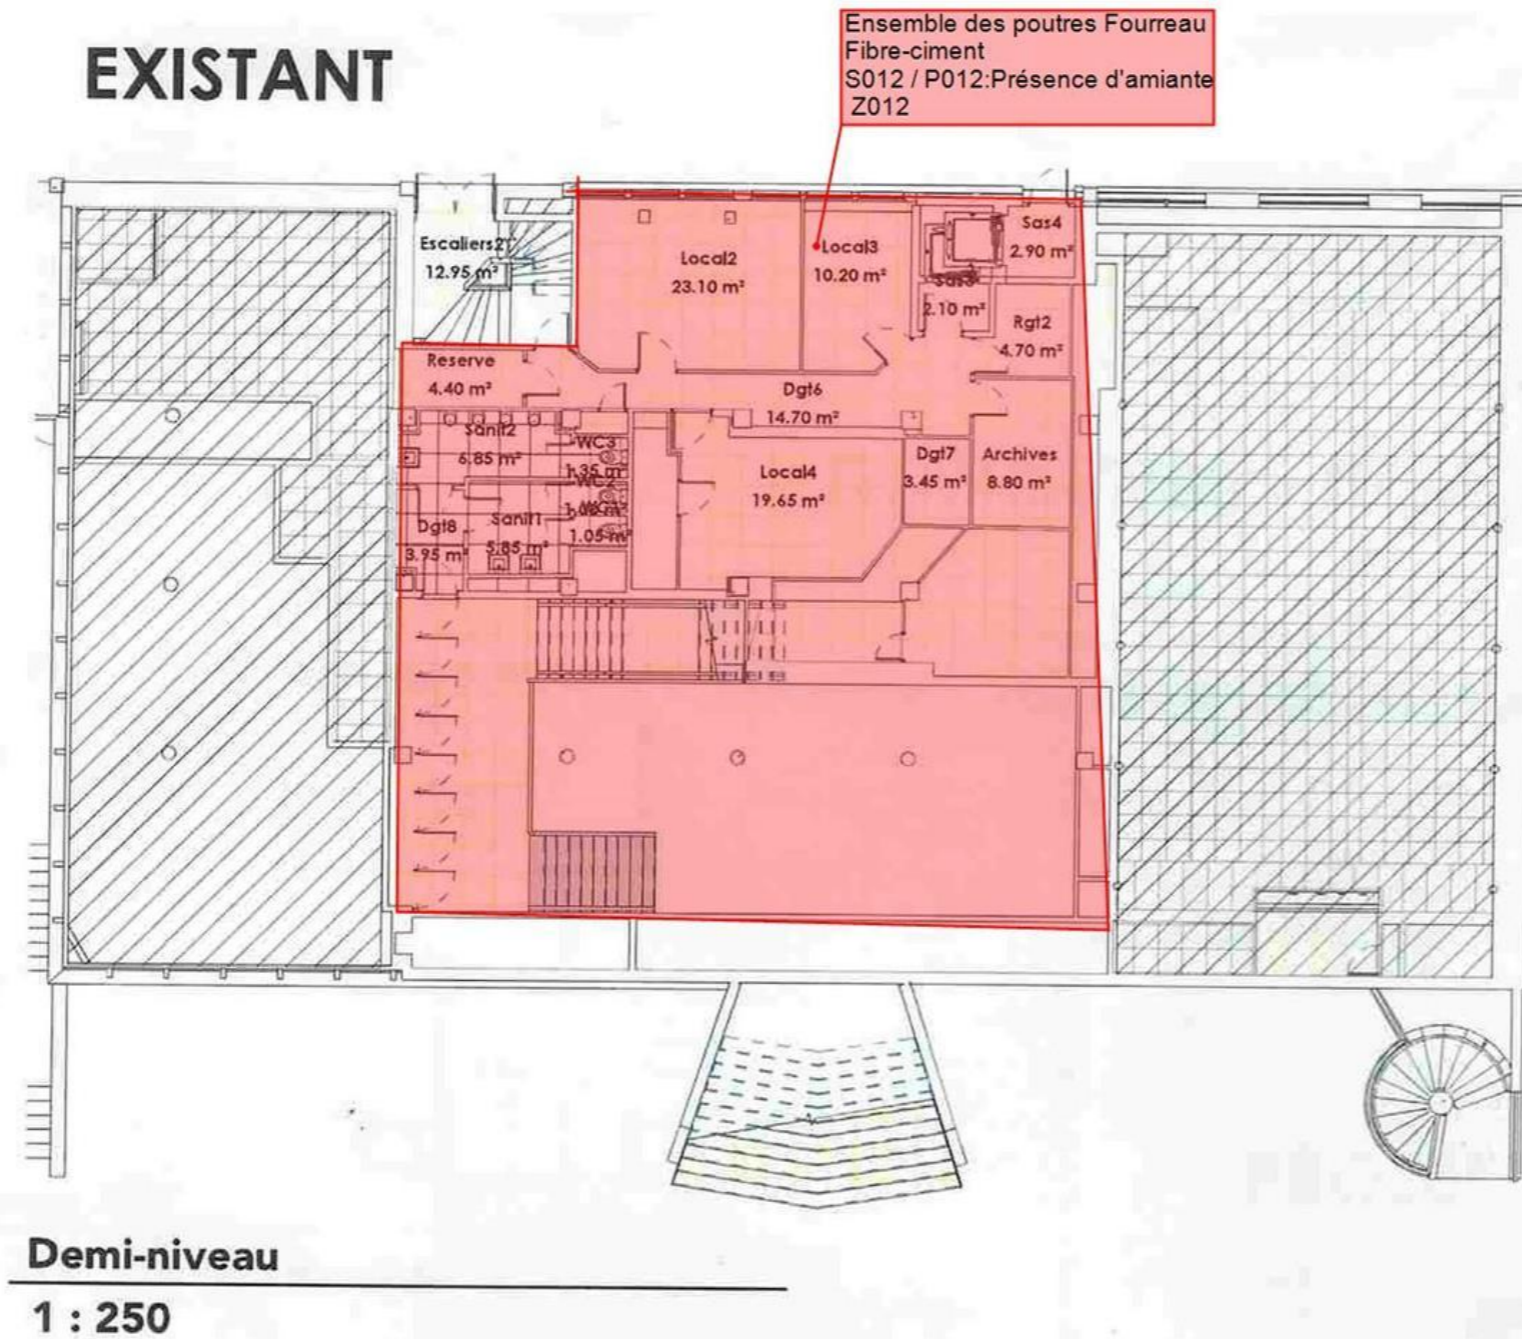 EXISTANT
Ensemble des poutres Fourreau
Fibre-ciment
S012 / P012:Présence d'amiante
Z012
Escaliers2
12.95 m²
Local2
23.10 m²
Local3
10.20 m²
Sas4
2.90 m²
Sas3
2.10 m²
Rgt2
4.70 m²
Reserve
4.40 m²
Dgt6
14.70 m²
Sanit2
6.85 m²
WC3
1.35 m²
WC2
Local4
19.65 m²
Dgt7
3.45 m²
Archives
8.80 m²
Dgt8
3.95 m²
Sanit1
5.85 m²
1.05 m²
Demi-niveau
1 : 250